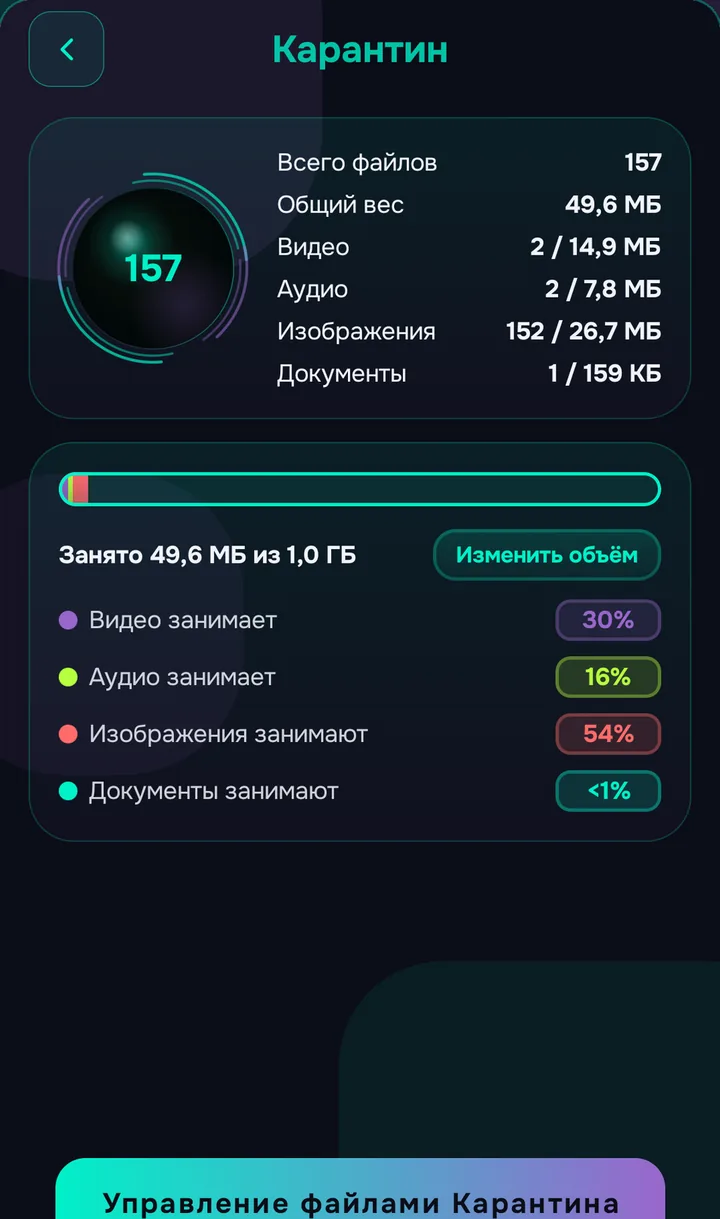 Карантин
157
Всего файлов 157
Общий вес 49,6 МБ
Видео 2 / 14,9 МБ
Аудио 2 / 7,8 МБ
Изображения 152 / 26,7 МБ
Документы 1 / 159 КБ
Занято 49,6 МБ из 1,0 ГБ Изменить объём
Видео занимает 30%
Аудио занимает 16%
Изображения занимают 54%
Документы занимают <1%
Управление файлами Карантина